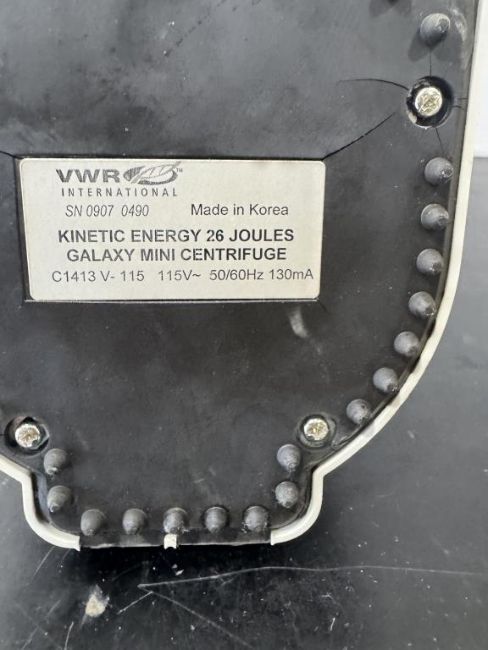 VWR™
INTERNATIONAL
SN 0907 0490 Made in Korea
KINETIC ENERGY 26 JOULES
GALAXY MINI CENTRIFUGE
C1413 V- 115 115V~ 50/60Hz 130mA